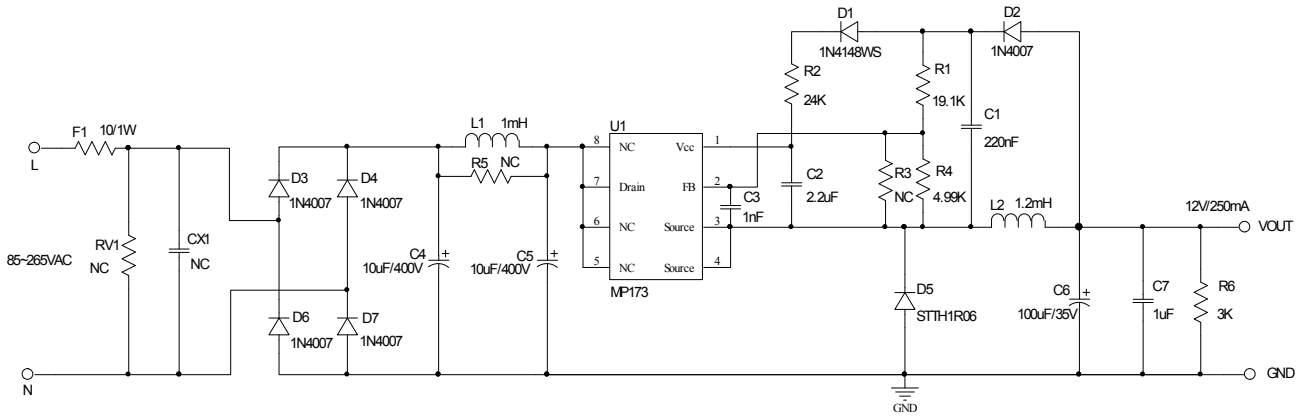 D1
1N4148WS
D2
1N4007
R2
24K
R1
19.1K
C1
220nF
F1 10/1W
L
L1 1mH
R5 NC
U1
8 NC Vcc 1
7 Drain FB 2
6 NC Source 3
5 NC Source 4
MP173
C2
2.2uF
C3
1nF
R3
NC
R4
4.99K
L2 1.2mH
12V/250mA
VOUT
D3
1N4007
D4
1N4007
85~265VAC
RV1
NC
CX1
NC
C4
10uF/400V
C5
10uF/400V
D5
STTH1R06
C6
100uF/35V
C7
1uF
R6
3K
D6
1N4007
D7
1N4007
N
GND
GND
+
+
+